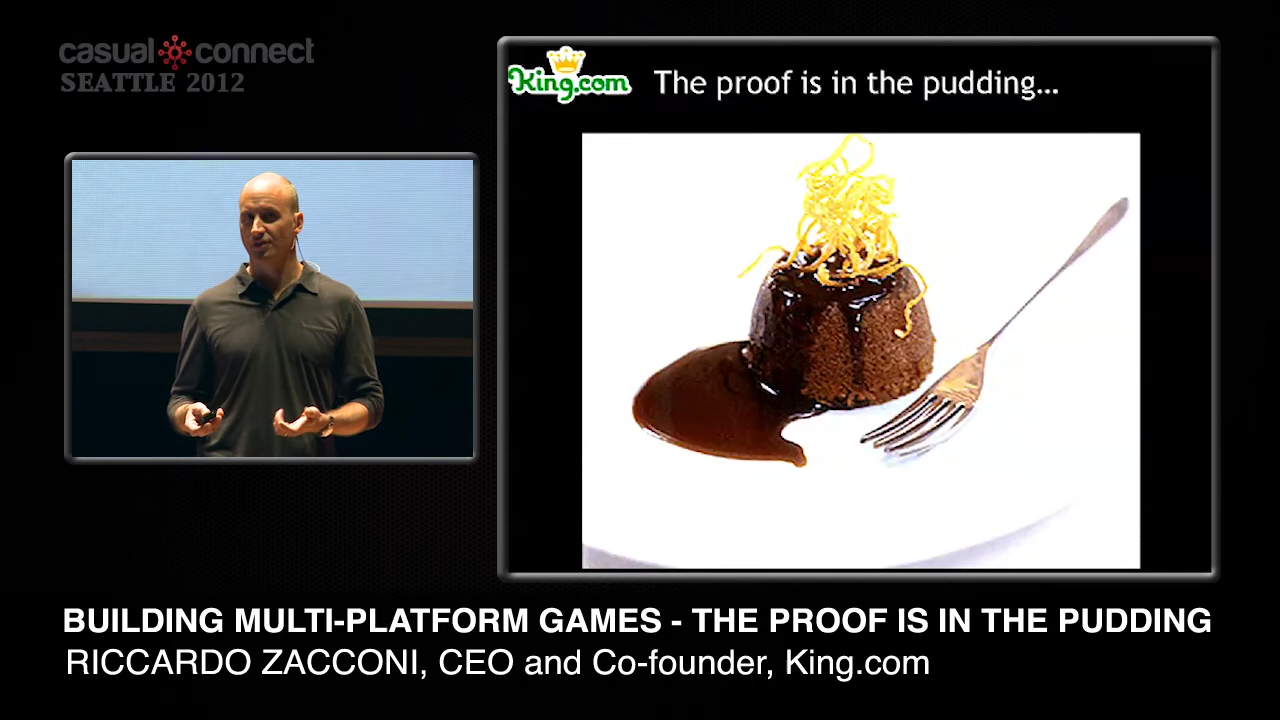 casual connect
SEATTLE 2012
King.com
The proof is in the pudding...
BUILDING MULTI-PLATFORM GAMES - THE PROOF IS IN THE PUDDING
RICCARDO ZACCONI, CEO and Co-founder, King.com